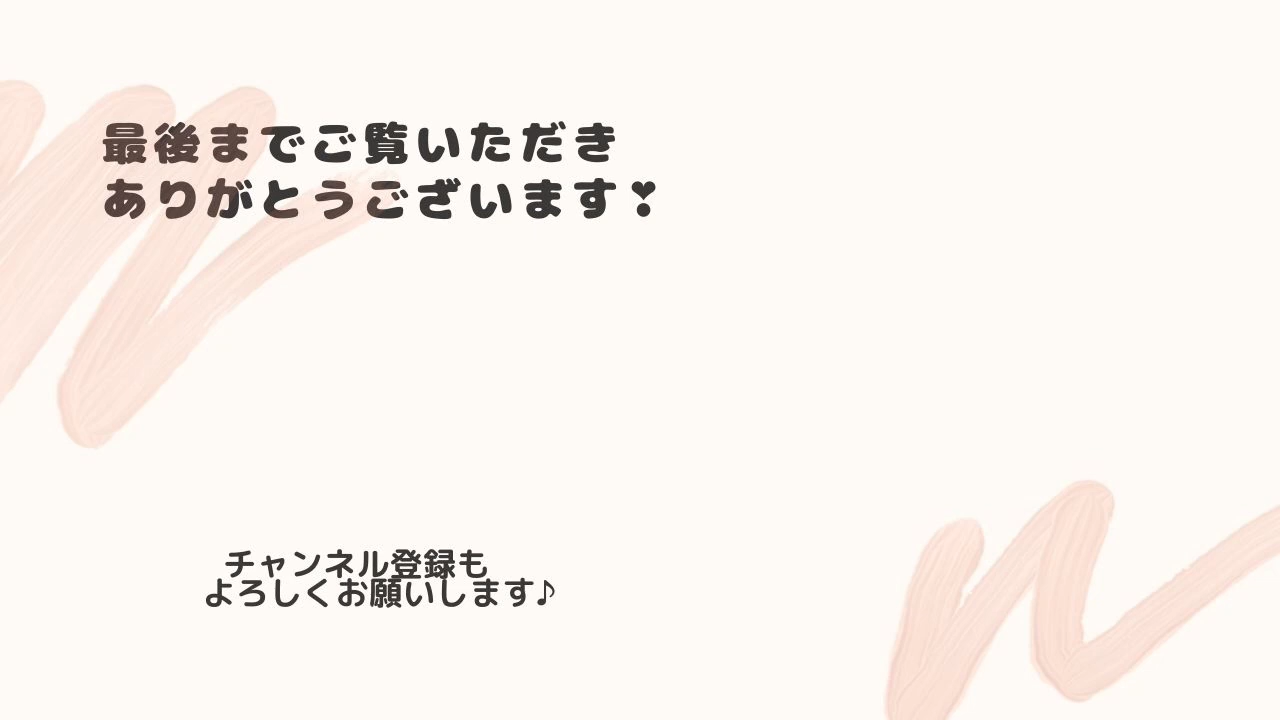 最後までご覧いただき
ありがとうございます❣
チャンネル登録も
よろしくお願いします♪